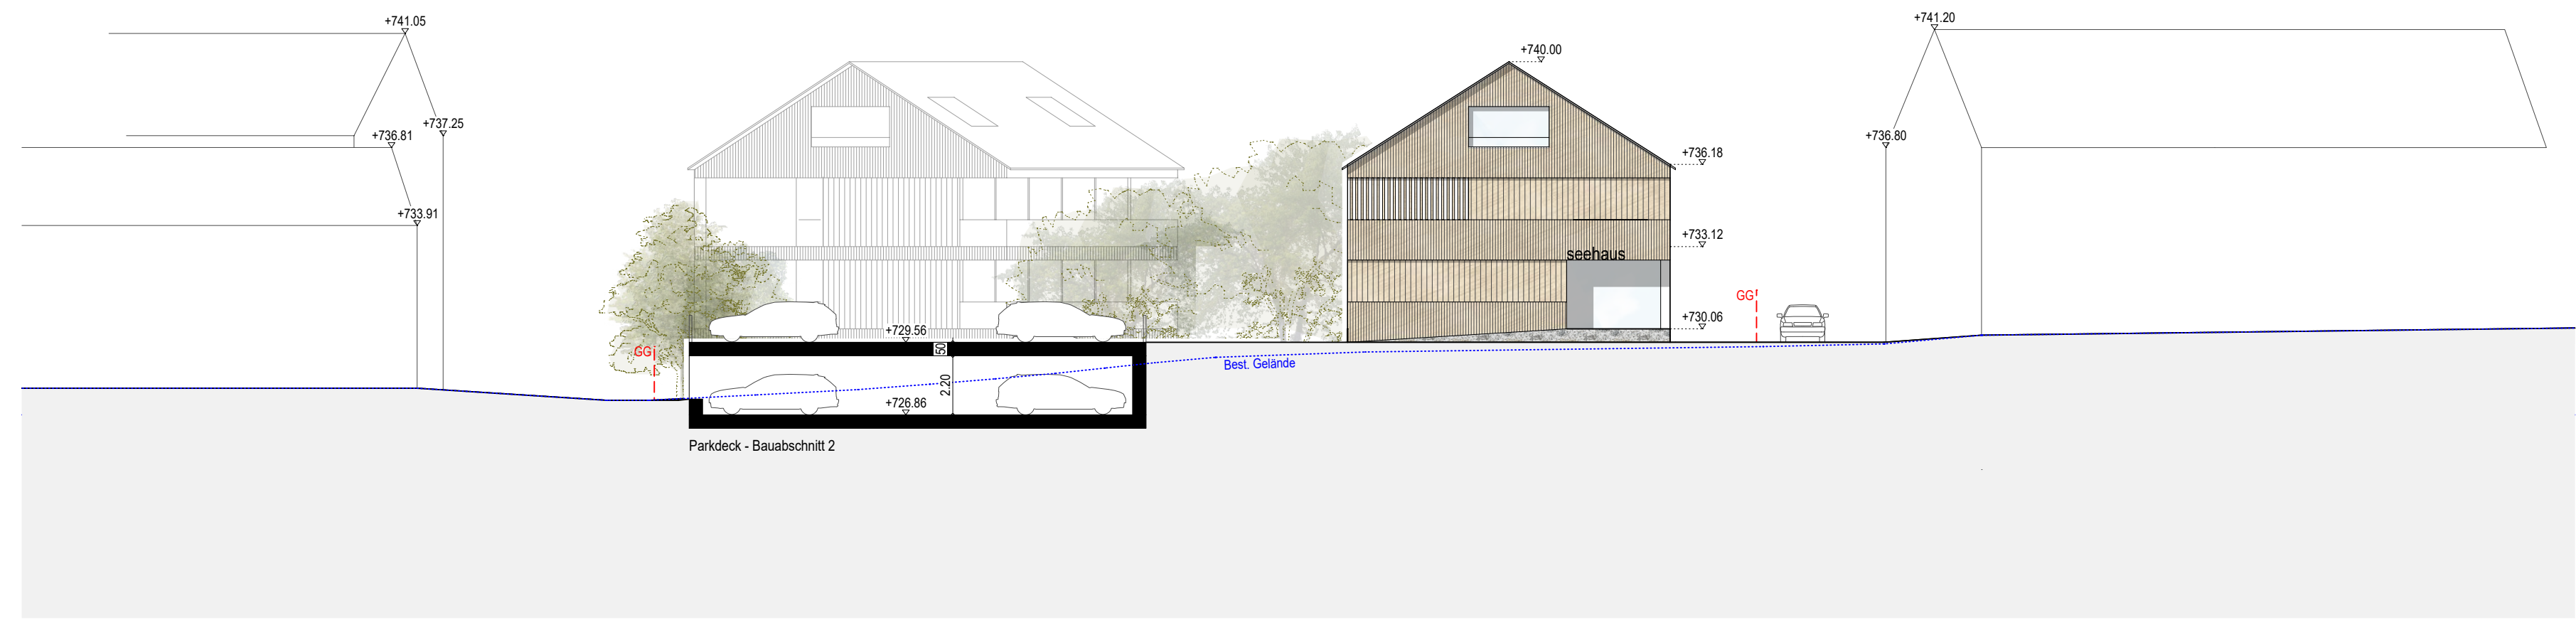 +741.05
+736.81
+737.25
+733.91
GG
+729.56
50
2.20
+726.86
Parkdeck - Bauabschnitt 2
Best. Gelände
seehaus
+740.00
+736.18
+733.12
+730.06
GG
+741.20
+736.80